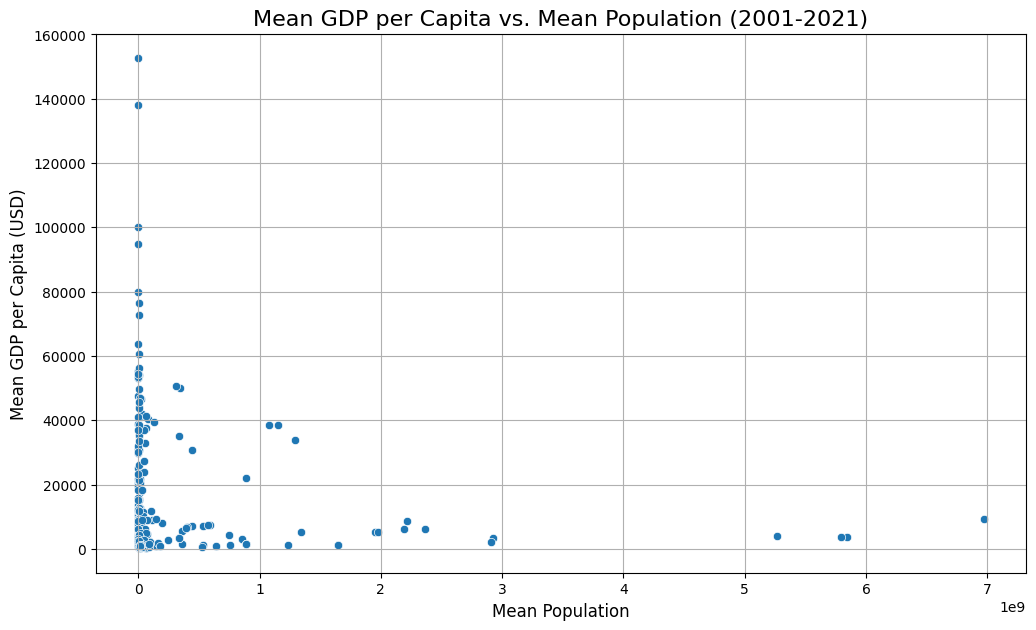 Mean GDP per Capita vs. Mean Population (2001-2021)
160000
140000
120000
100000
80000
60000
40000
20000
0
Mean GDP per Capita (USD)
0 1 2 3 4 5 6 7
1e9
Mean Population